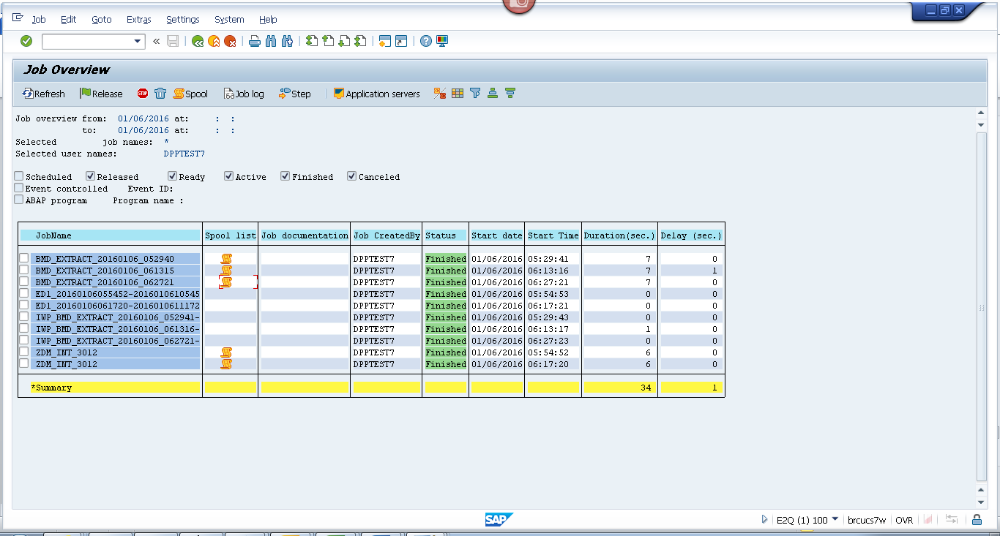 Job Edit Goto Extras Settings System Help
Job Overview
Refresh Release STOP Spool Job log Step Application servers
Job overview from: 01/06/2016 at: : :
to: 01/06/2016 at: : :
Selected job names: *
Selected user names: DPPTEST7
Scheduled Released Ready Active Finished Canceled
Event controlled Event ID:
ABAP program Program name :
JobName Spool list Job documentation Job CreatedBy Status Start date Start Time Duration(sec.) Delay (sec.)
BMD_EXTRACT_20160106_052940 DPPTEST7 Finished 01/06/2016 05:29:41 7 0
BMD_EXTRACT_20160106_061315 DPPTEST7 Finished 01/06/2016 06:13:16 7 1
BMD_EXTRACT_20160106_062721 DPPTEST7 Finished 01/06/2016 06:27:21 7 0
ED1_20160106055452-2016010610545 DPPTEST7 Finished 01/06/2016 05:54:53 0 0
ED1_20160106061720-2016010611172 DPPTEST7 Finished 01/06/2016 06:17:21 0 0
IWP_BMD_EXTRACT_20160106_052941- DPPTEST7 Finished 01/06/2016 05:29:43 0 0
IWP_BMD_EXTRACT_20160106_061316- DPPTEST7 Finished 01/06/2016 06:13:17 1 0
IWP_BMD_EXTRACT_20160106_062721- DPPTEST7 Finished 01/06/2016 06:27:23 0 0
ZDM_INT_3012 DPPTEST7 Finished 01/06/2016 05:54:52 6 0
ZDM_INT_3012 DPPTEST7 Finished 01/06/2016 06:17:20 6 0
*Summary 34 1
SAP E2Q (1) 100 brcucs7w OVR